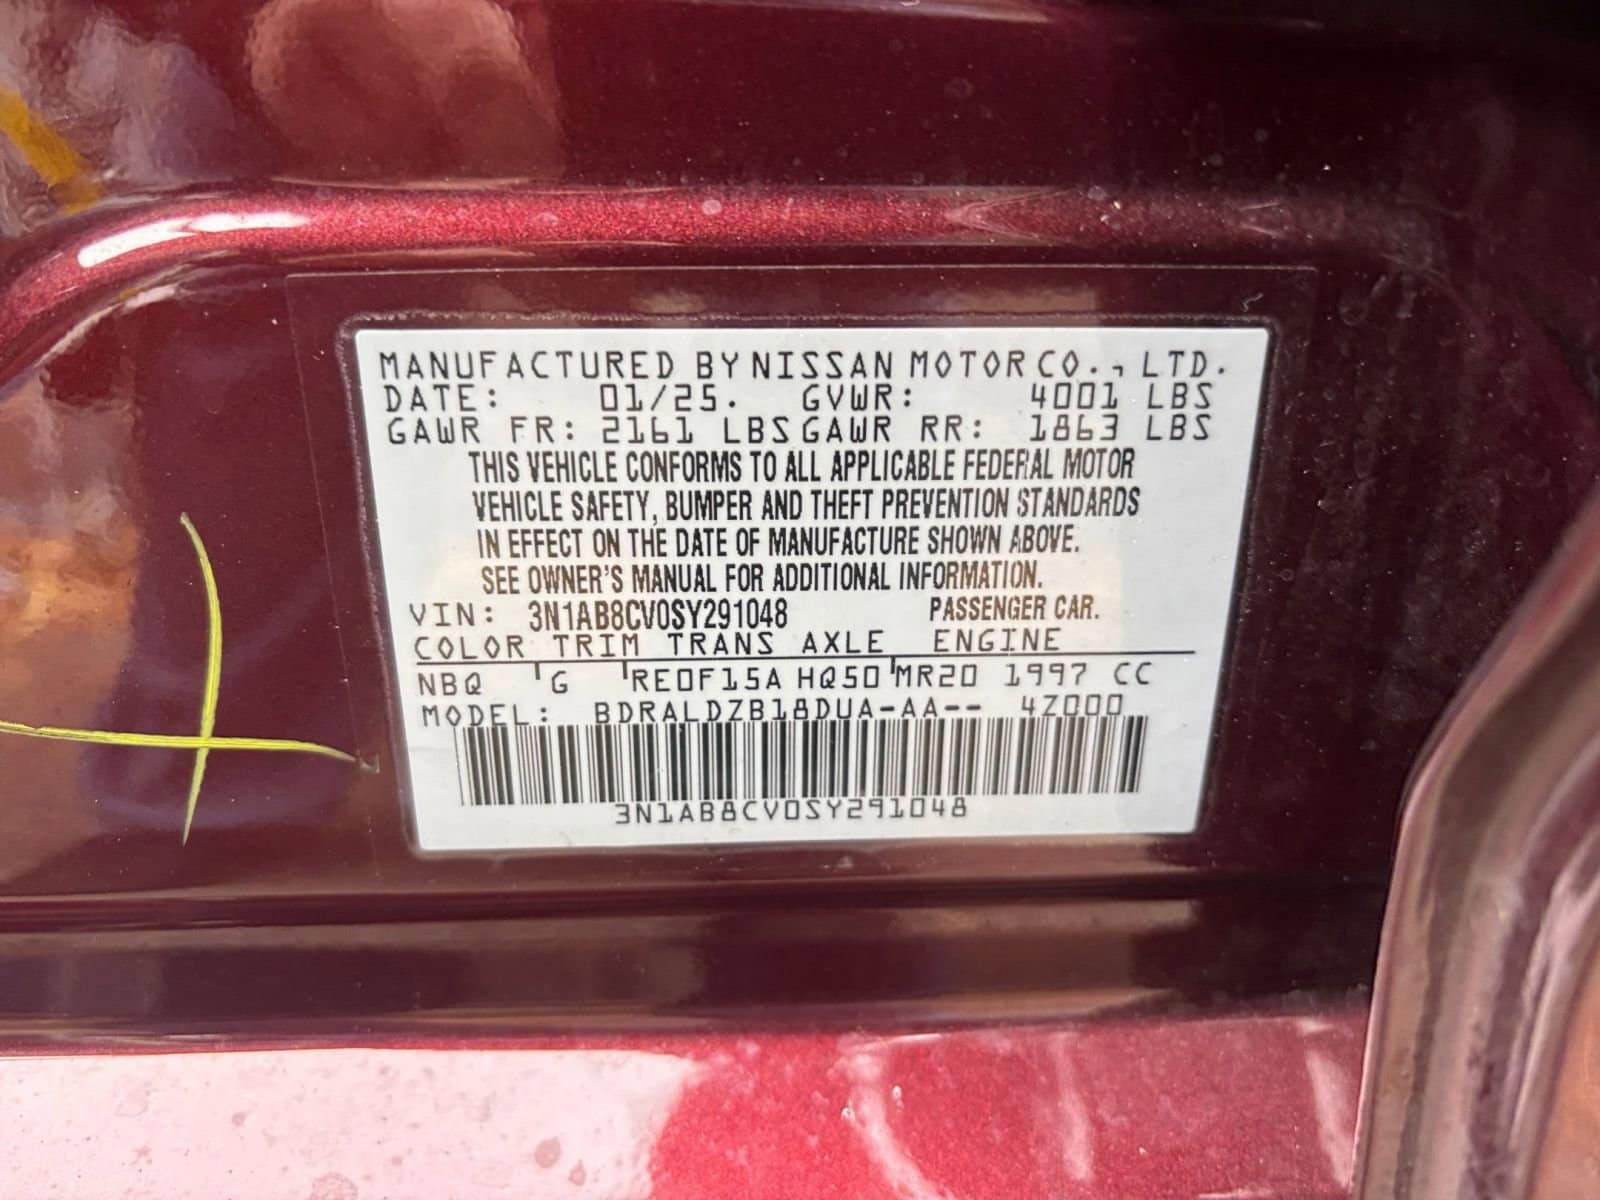 MANUFACTURED BY NISSAN MOTOR CO., LTD.
DATE: 01/25. GVWR: 4001 LBS
GAWR FR: 2161 LBS GAWR RR: 1863 LBS
THIS VEHICLE CONFORMS TO ALL APPLICABLE FEDERAL MOTOR
VEHICLE SAFETY, BUMPER AND THEFT PREVENTION STANDARDS
IN EFFECT ON THE DATE OF MANUFACTURE SHOWN ABOVE.
SEE OWNER'S MANUAL FOR ADDITIONAL INFORMATION.
VIN: 3N1AB8CV0SY291048 PASSENGER CAR.
COLOR TRIM TRANS AXLE ENGINE
NBQ G RE0F15A HQ50 MR20 1997 CC
MODEL: BDRALDZB18DUA-AA-- 4Z000
3N1AB8CV0SY291048